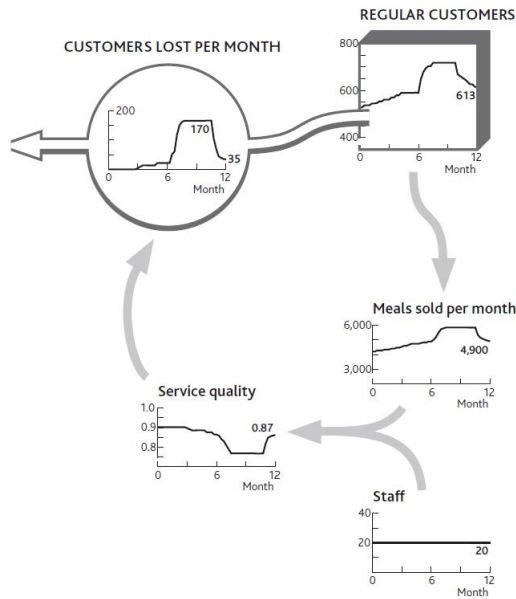 REGULAR CUSTOMERS
800
600
400
613
0 6 12
Month
CUSTOMERS LOST PER MONTH
200
170
35
0 6 12
Month
Meals sold per month
6,000
3,000
4,900
0 6 12
Month
Service quality
1.0
0.9
0.8
0.87
0 6 12
Month
Staff
40
20
20
0 6 12
Month